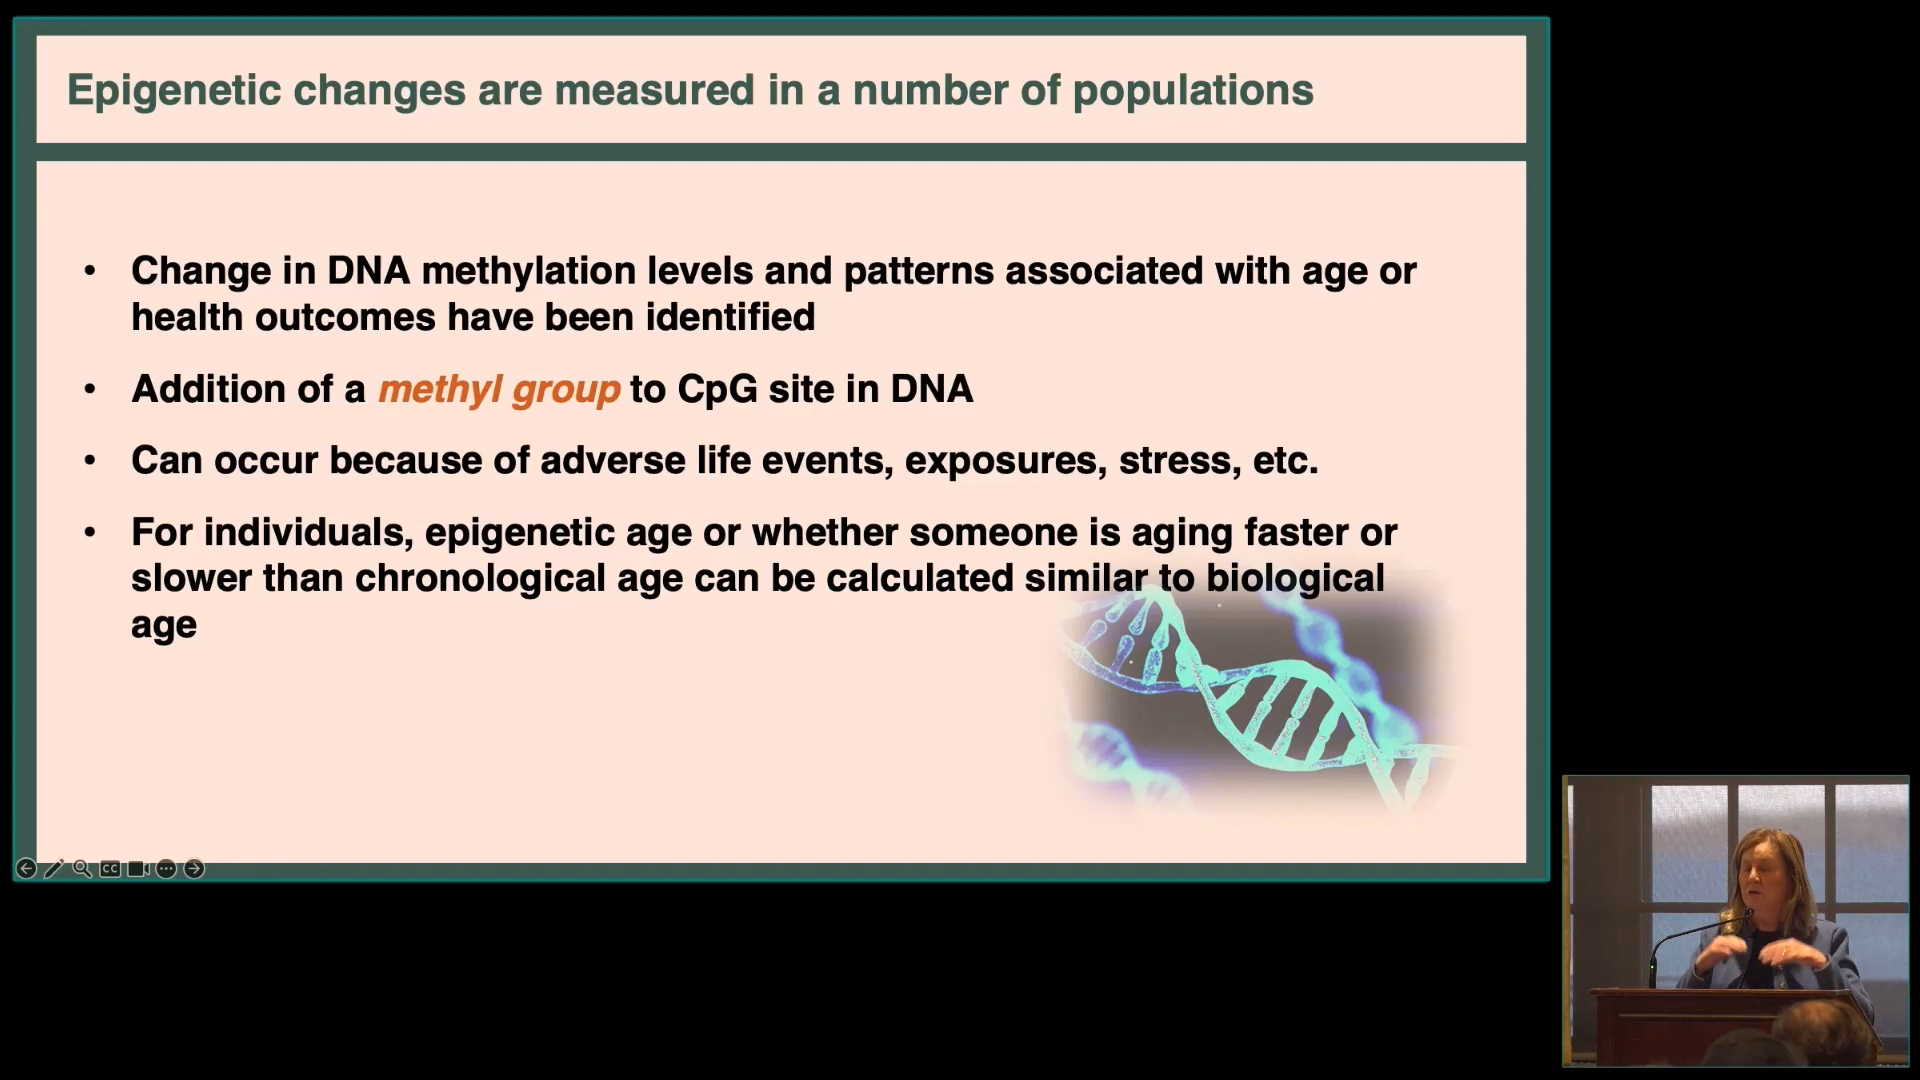 Epigenetic changes are measured in a number of populations
• Change in DNA methylation levels and patterns associated with age or
health outcomes have been identified
• Addition of a methyl group to CpG site in DNA
• Can occur because of adverse life events, exposures, stress, etc.
• For individuals, epigenetic age or whether someone is aging faster or
slower than chronological age can be calculated similar to biological
age
CC